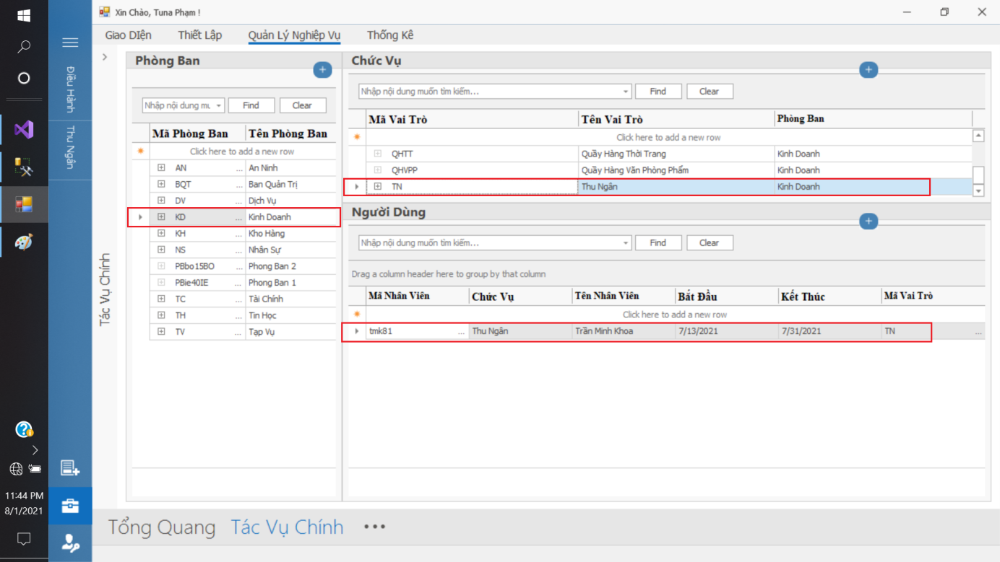 Xin Chào, Tuna Phạm !
Giao DIện Thiết Lập Quản Lý Nghiệp Vụ Thống Kê
Điều Hành
Thu Ngân
Tác Vụ Chính
Phòng Ban
+
Nhập nội dung mu Find Clear
Mã Phòng Ban Tên Phòng Ban
Click here to add a new row
AN ... An Ninh
BQT ... Ban Quản Trị
DV ... Dịch Vụ
KD ... Kinh Doanh
KH ... Kho Hàng
NS ... Nhân Sự
PBbo15BO ... Phong Ban 2
PBie40IE ... Phong Ban 1
TC ... Tài Chính
TH ... Tin Học
TV ... Tạp Vụ
Chức Vụ
+
Nhập nội dung muốn tìm kiếm... Find Clear
Mã Vai Trò Tên Vai Trò Phòng Ban
Click here to add a new row
QHTT Quầy Hàng Thời Trang Kinh Doanh
QHVPP Quầy Hàng Văn Phòng Phẩm Kinh Doanh
TN Thu Ngân Kinh Doanh
Người Dùng
+
Nhập nội dung muốn tìm kiếm... Find Clear
Drag a column header here to group by that column
Mã Nhân Viên Chức Vụ Tên Nhân Viên Bắt Đầu Kết Thúc Mã Vai Trò
Click here to add a new row
tmk81 ... Thu Ngân Trần Minh Khoa 7/13/2021 7/31/2021 TN ...
11:44 PM
8/1/2021
Tổng Quang Tác Vụ Chính •••